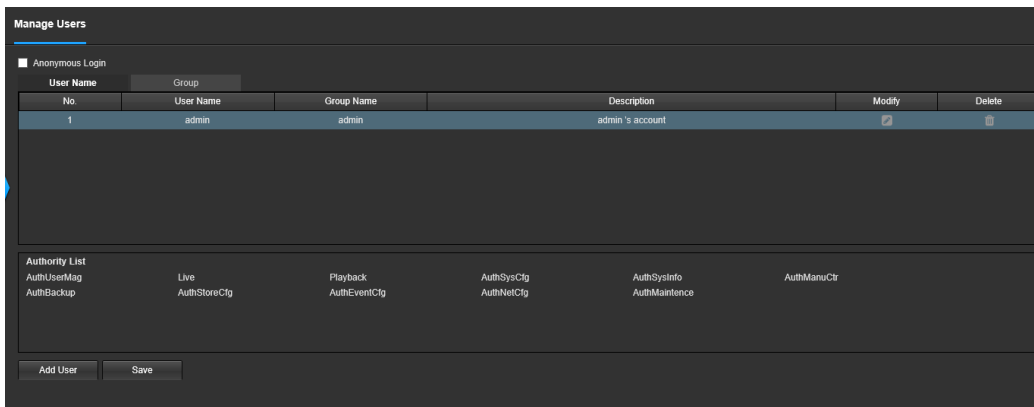 Manage Users
Anonymous Login
User Name Group
No. User Name Group Name Description Modify Delete
1 admin admin admin 's account
Authority List
AuthUserMag Live Playback AuthSysCfg AuthSysInfo AuthManuCtr
AuthBackup AuthStoreCfg AuthEventCfg AuthNetCfg AuthMaintence
Add User Save